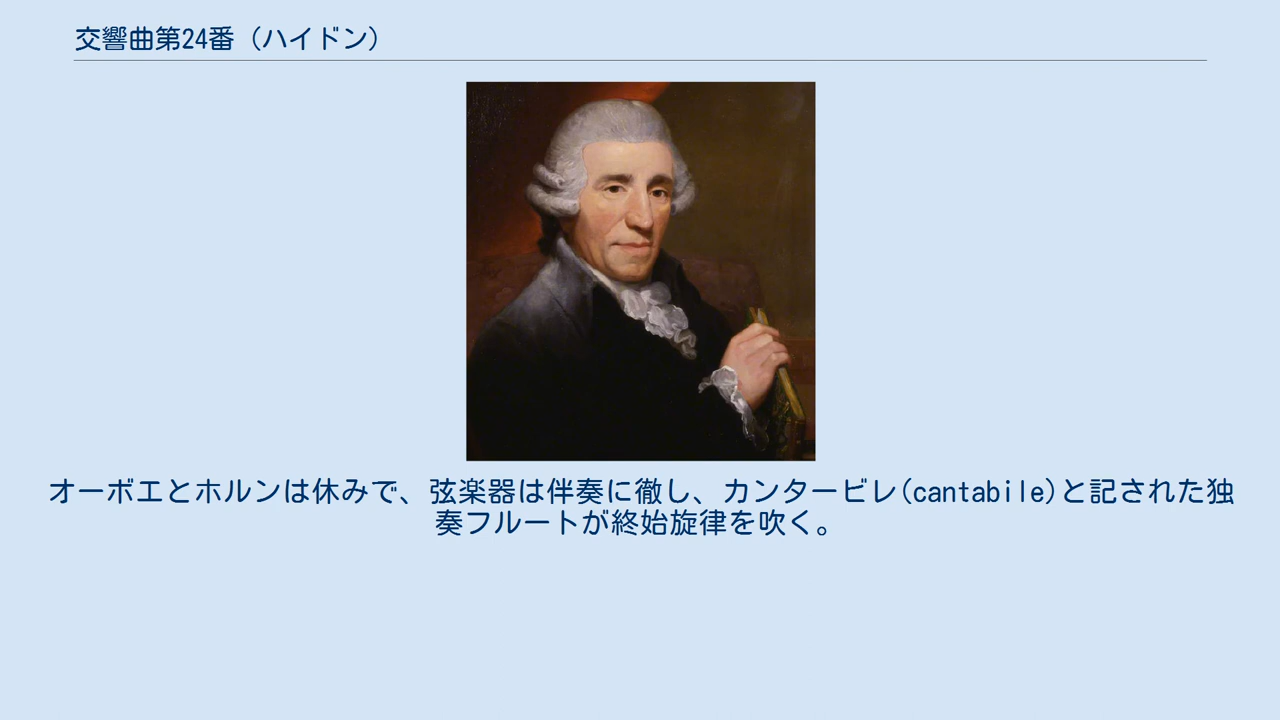 交響曲第24番（ハイドン）
オーボエとホルンは休みで、弦楽器は伴奏に徹し、カンタービレ(cantabile)と記された独
奏フルートが終始旋律を吹く。